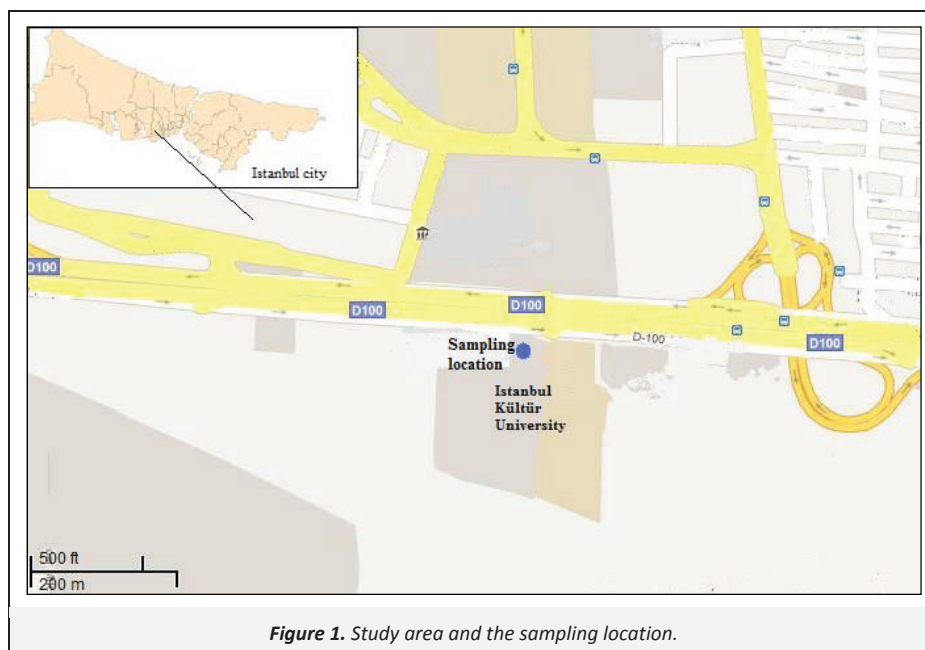 Istanbul city
D100
D100
D100
D-100
D100
Sampling
location
Istanbul
Kültür
University
500 ft
200 m
Figure 1. Study area and the sampling location.